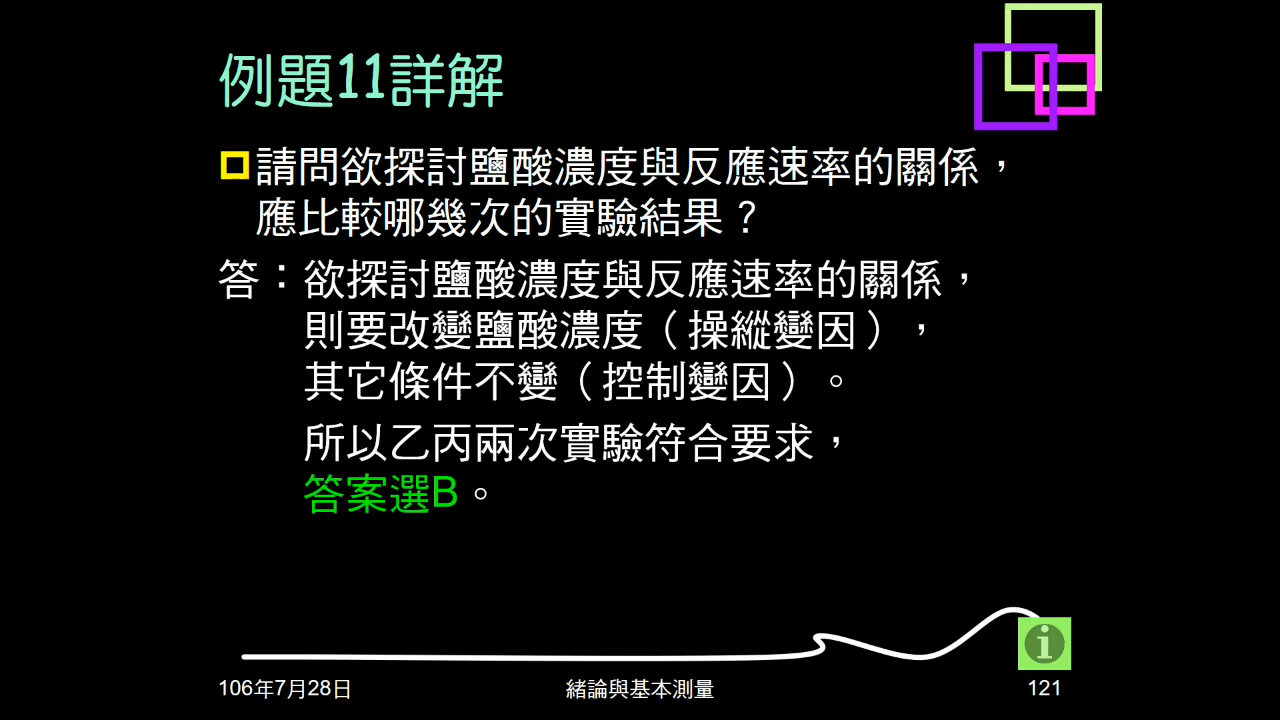 例題11詳解
請問欲探討鹽酸濃度與反應速率的關係，
應比較哪幾次的實驗結果？
答：欲探討鹽酸濃度與反應速率的關係，
則要改變鹽酸濃度（操縱變因），
其它條件不變（控制變因）。
所以乙丙兩次實驗符合要求，
答案選B。
106年7月28日
緒論與基本測量
121